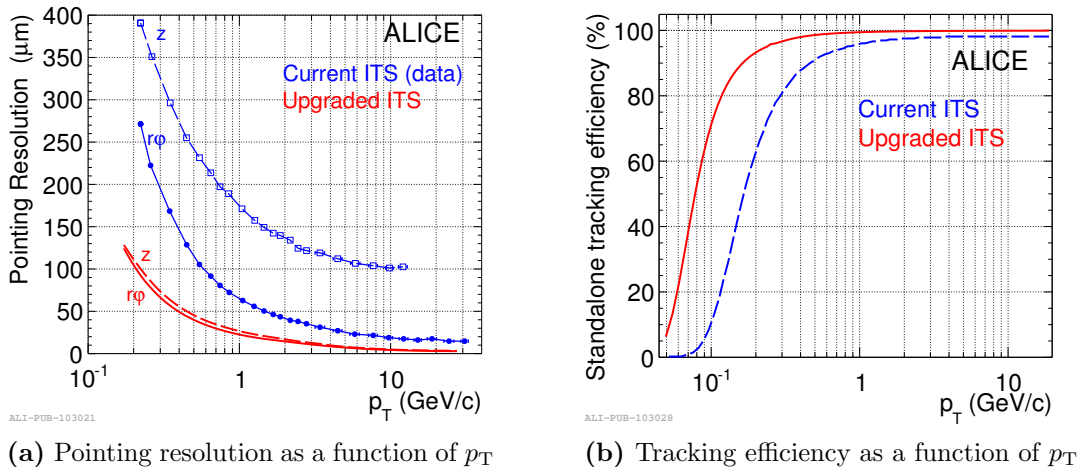 Pointing Resolution (μm)
400
350
300
250
200
150
100
50
0
10⁻¹
1
10
p_T (GeV/c)
ALICE
Current ITS (data)
Upgraded ITS
z
rφ
z
rφ
ALI-PUB-103021
(a) Pointing resolution as a function of p_T
Standalone tracking efficiency (%)
100
80
60
40
20
0
10⁻¹
1
10
p_T (GeV/c)
ALICE
Current ITS
Upgraded ITS
ALI-PUB-103028
(b) Tracking efficiency as a function of p_T